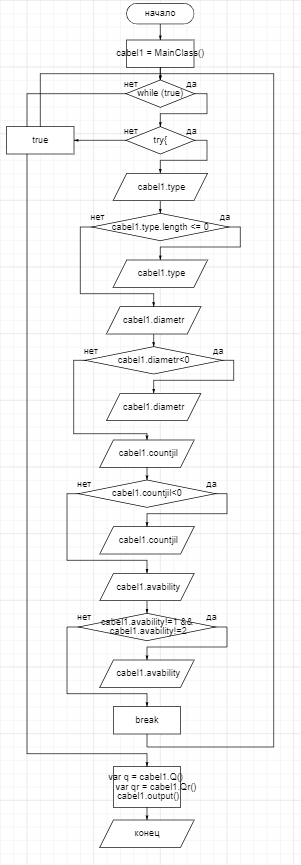 начало
cabel1 = MainClass()
нет
да
while (true)
нет
да
true
try{
cabel1.type
нет
да
cabel1.type.length <= 0
cabel1.type
cabel1.diametr
нет
да
cabel1.diametr<0
cabel1.diametr
cabel1.countjil
нет
да
cabel1.countjil<0
cabel1.countjil
cabel1.avability
нет
да
cabel1.avability!=1 &&
cabel1.avability!=2
cabel1.avability
break
var q = cabel1.Q()
var qr = cabel1.Qr()
cabel1.output()
конец